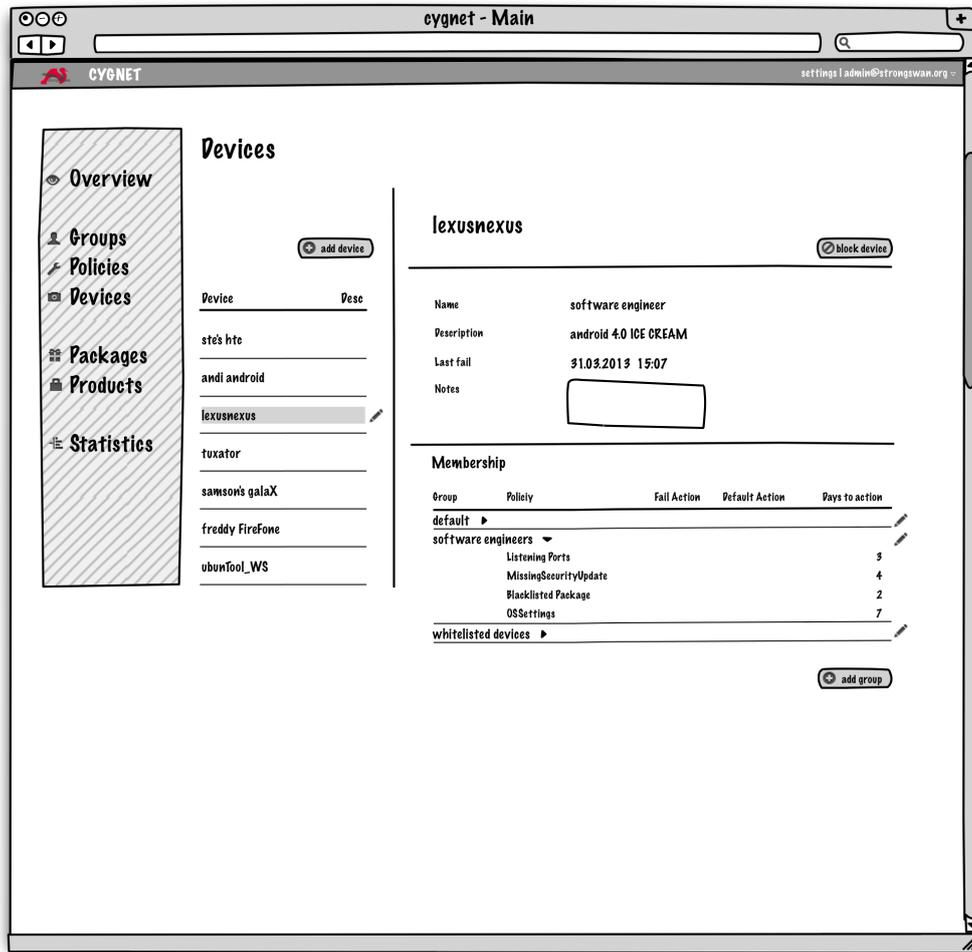 cygnet - Main
CYGNET
settings | admin@strongswan.org
Devices
Overview
Groups
Policies
Devices
Packages
Products
Statistics
add device
Device Desc
ste's htc
andi android
lexusnexus
tuxator
samson's galaX
freddy FireFone
ubunTool_WS
lexusnexus
block device
Name software engineer
Description android 4.0 ICE CREAM
Last fail 31.03.2013 15:07
Notes
Membership
Group Policiy Fail Action Default Action Days to action
default
software engineers
Listening Ports 3
MissingSecurityUpdate 4
Blacklisted Package 2
OSSettings 7
whitelisted devices
add group